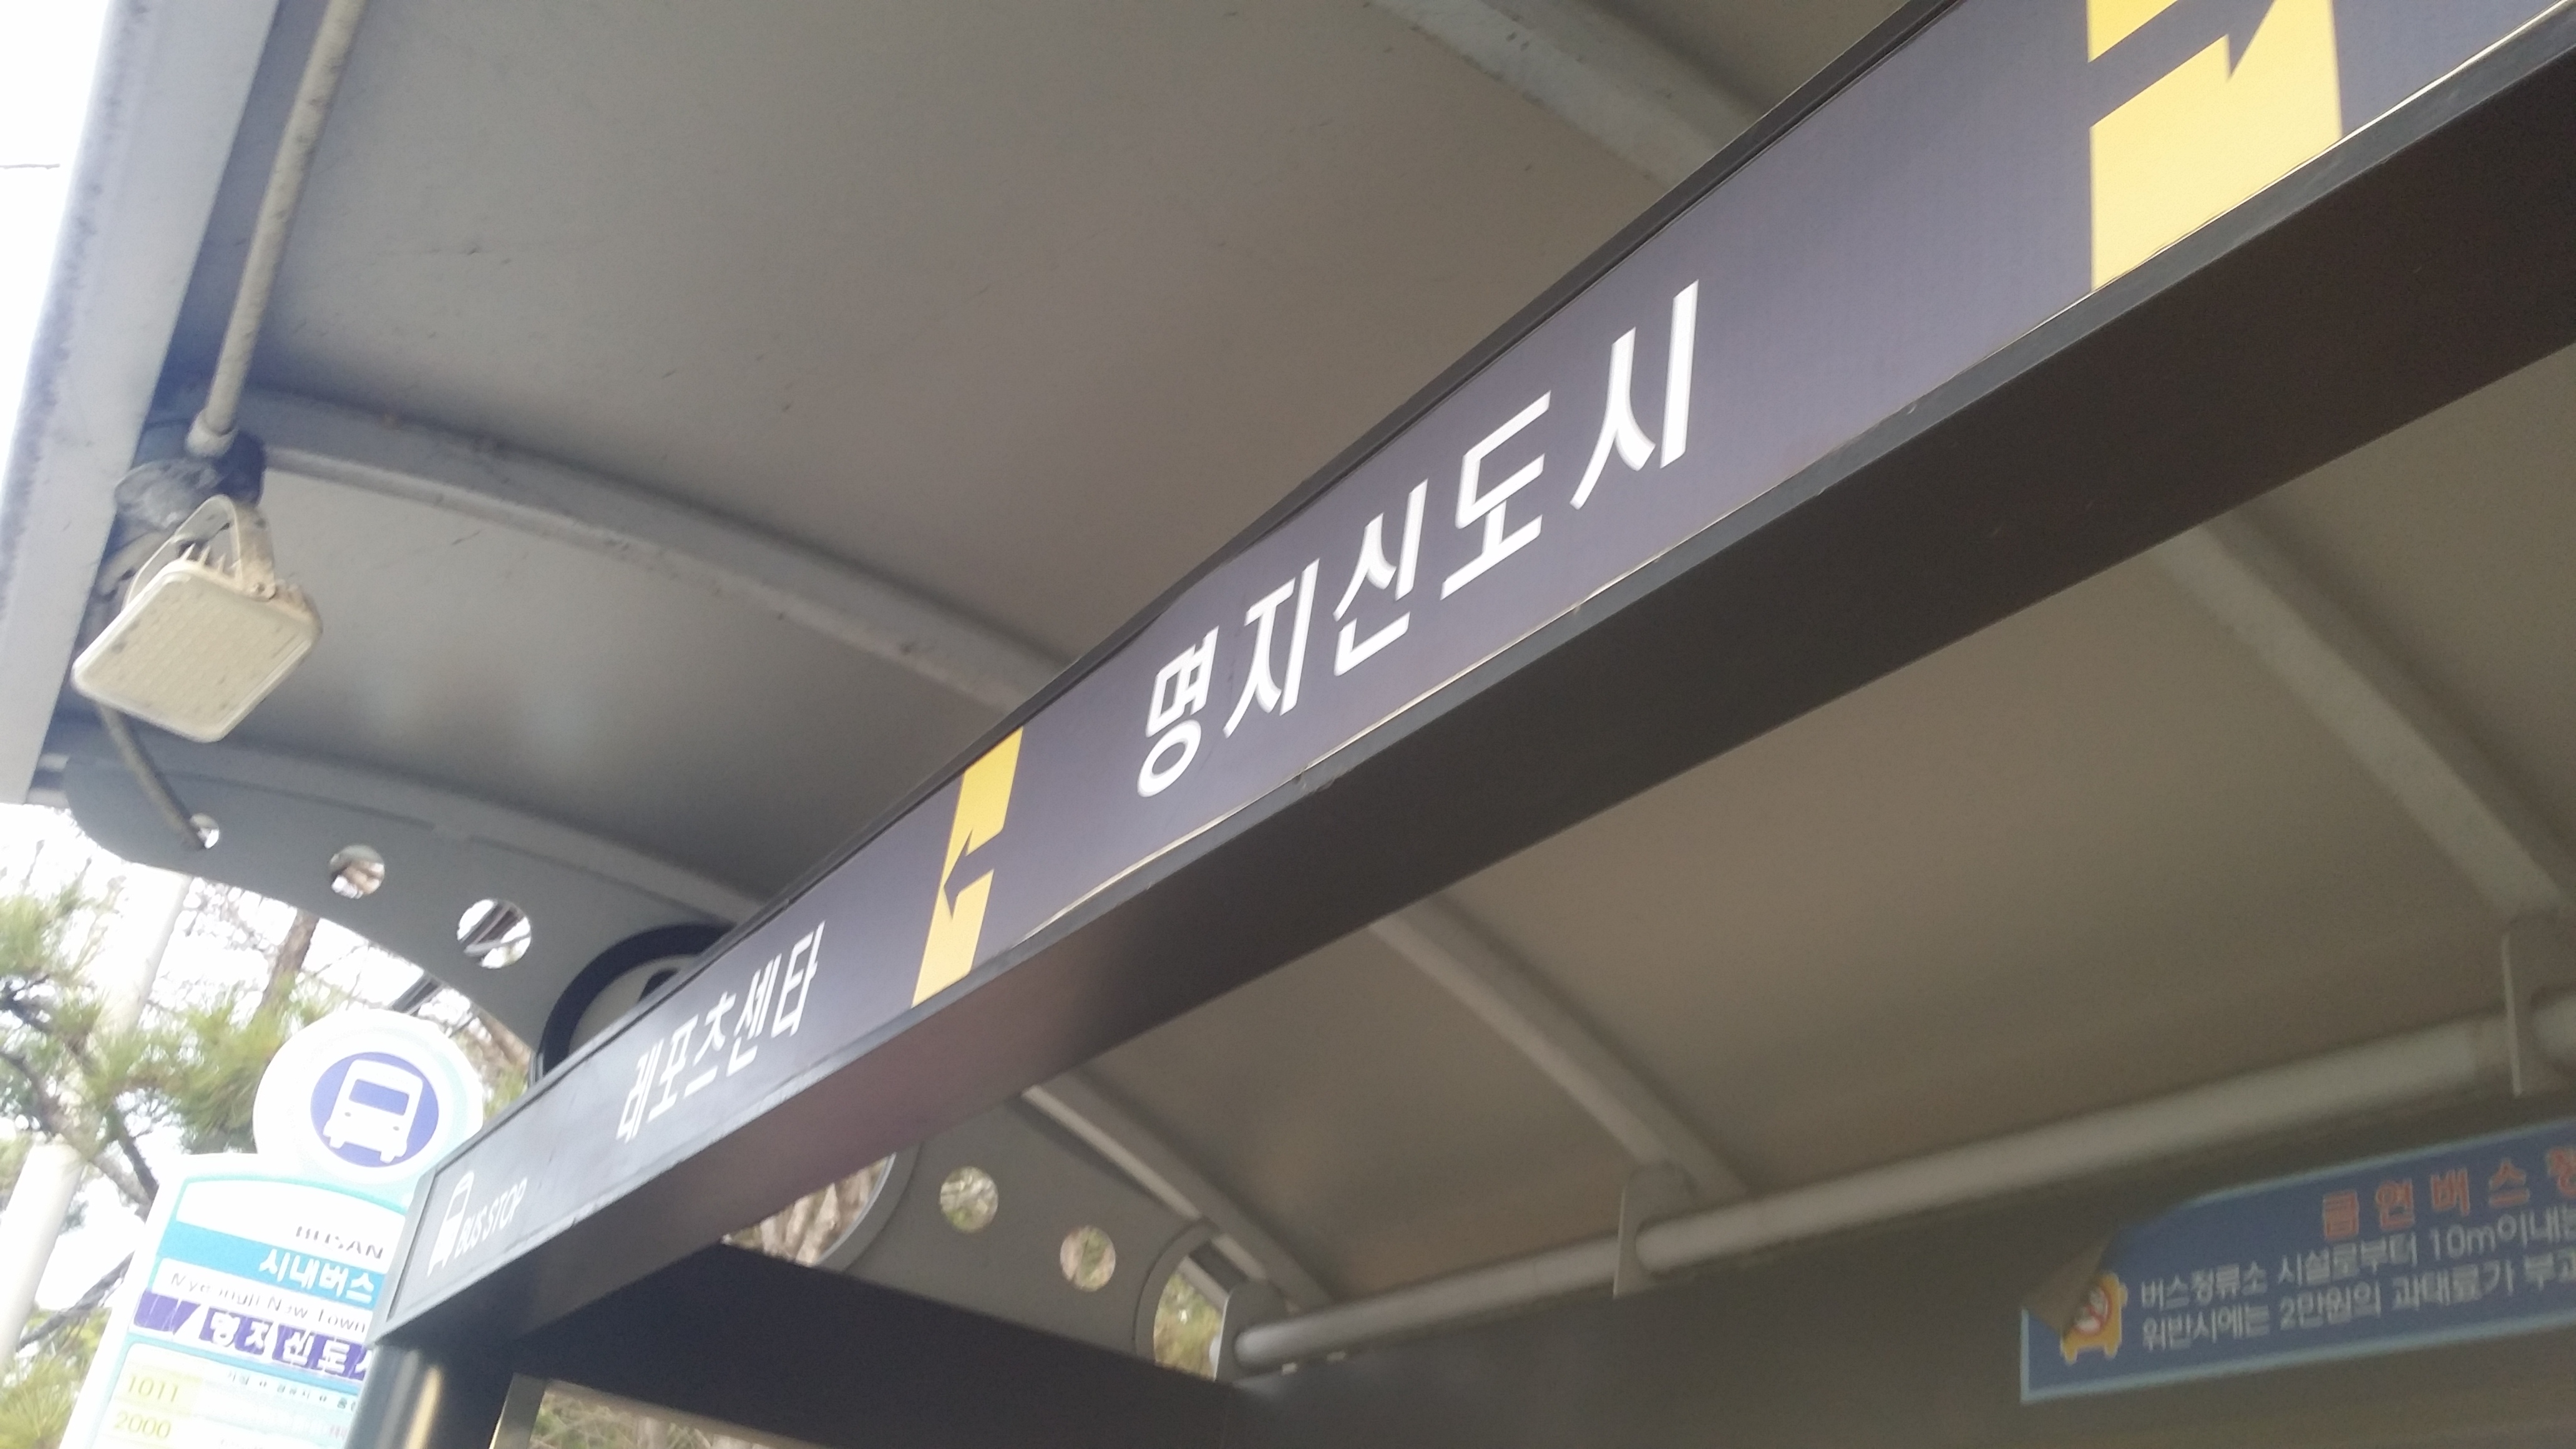 명지신도시
레포츠센타
BUS STOP
BUSAN
시내버스
Myeongji New Town
명지신도시
1011
2000
금연버스정
버스정류소 시설로부터 10m이내는
위반시에는 2만원의 과태료가 부과